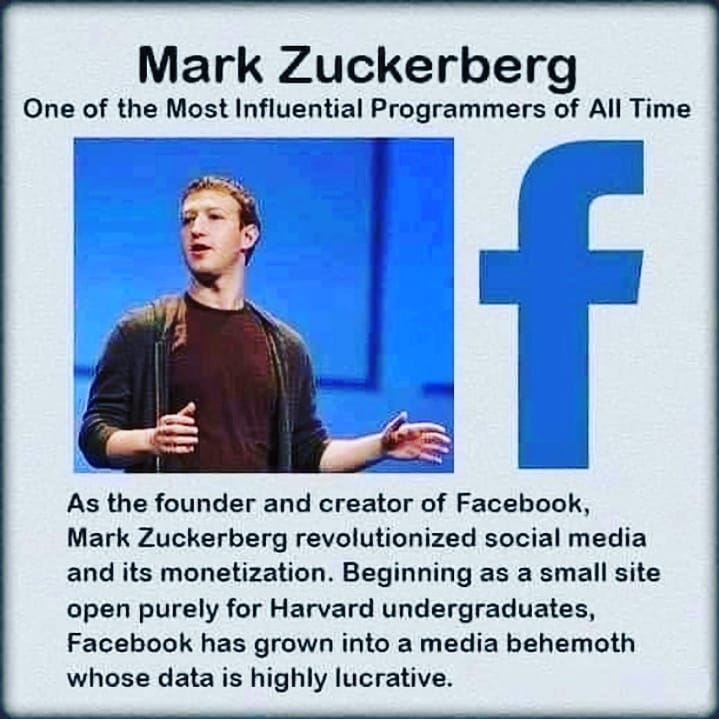 Mark Zuckerberg
One of the Most Influential Programmers of All Time
f
As the founder and creator of Facebook,
Mark Zuckerberg revolutionized social media
and its monetization. Beginning as a small site
open purely for Harvard undergraduates,
Facebook has grown into a media behemoth
whose data is highly lucrative.